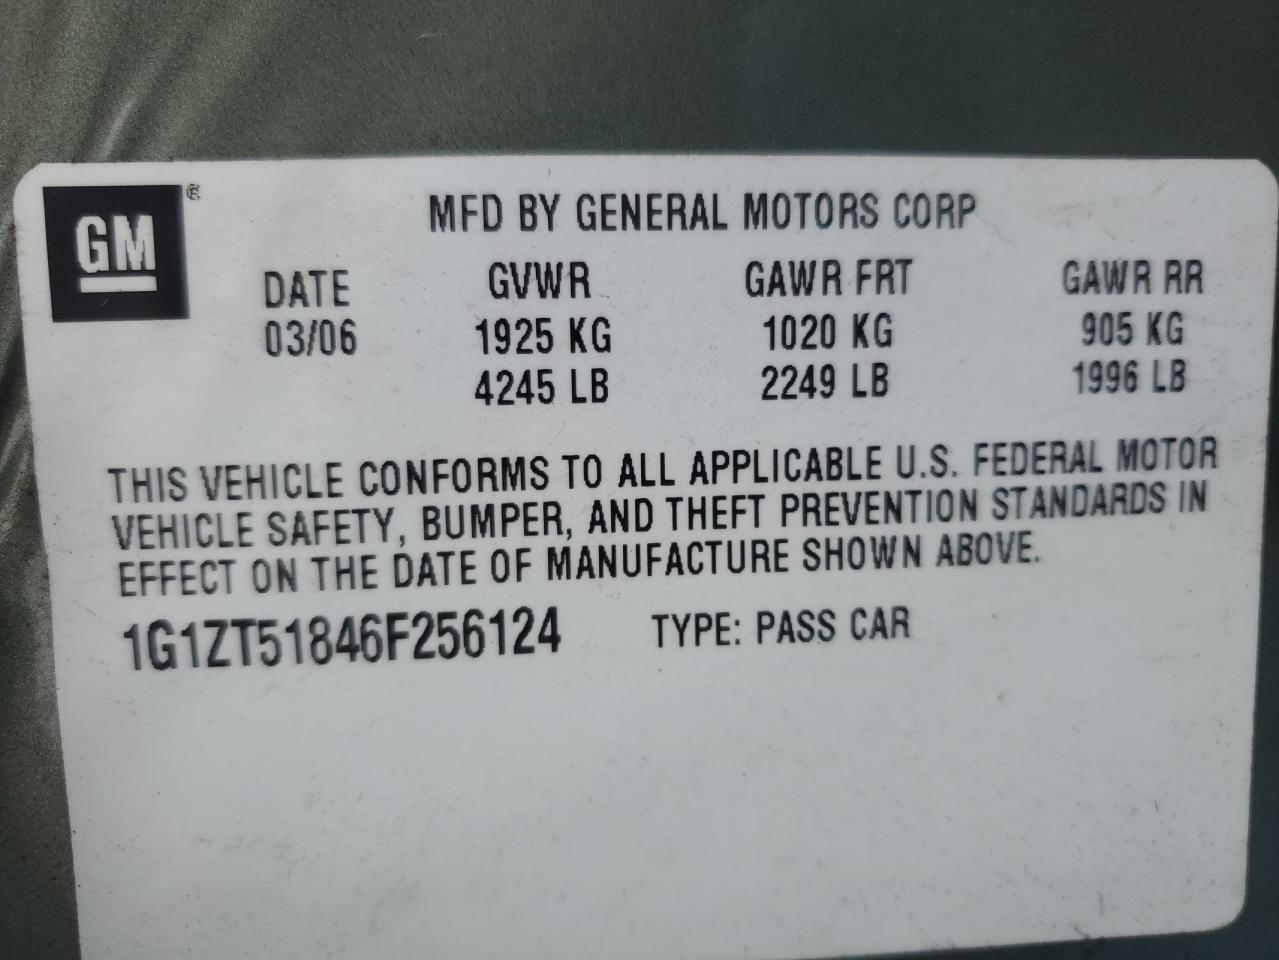 GM®
MFD BY GENERAL MOTORS CORP
DATE GVWR GAWR FRT GAWR RR
03/06 1925 KG 1020 KG 905 KG
4245 LB 2249 LB 1996 LB
THIS VEHICLE CONFORMS TO ALL APPLICABLE U.S. FEDERAL MOTOR
VEHICLE SAFETY, BUMPER, AND THEFT PREVENTION STANDARDS IN
EFFECT ON THE DATE OF MANUFACTURE SHOWN ABOVE.
1G1ZT51846F256124 TYPE: PASS CAR